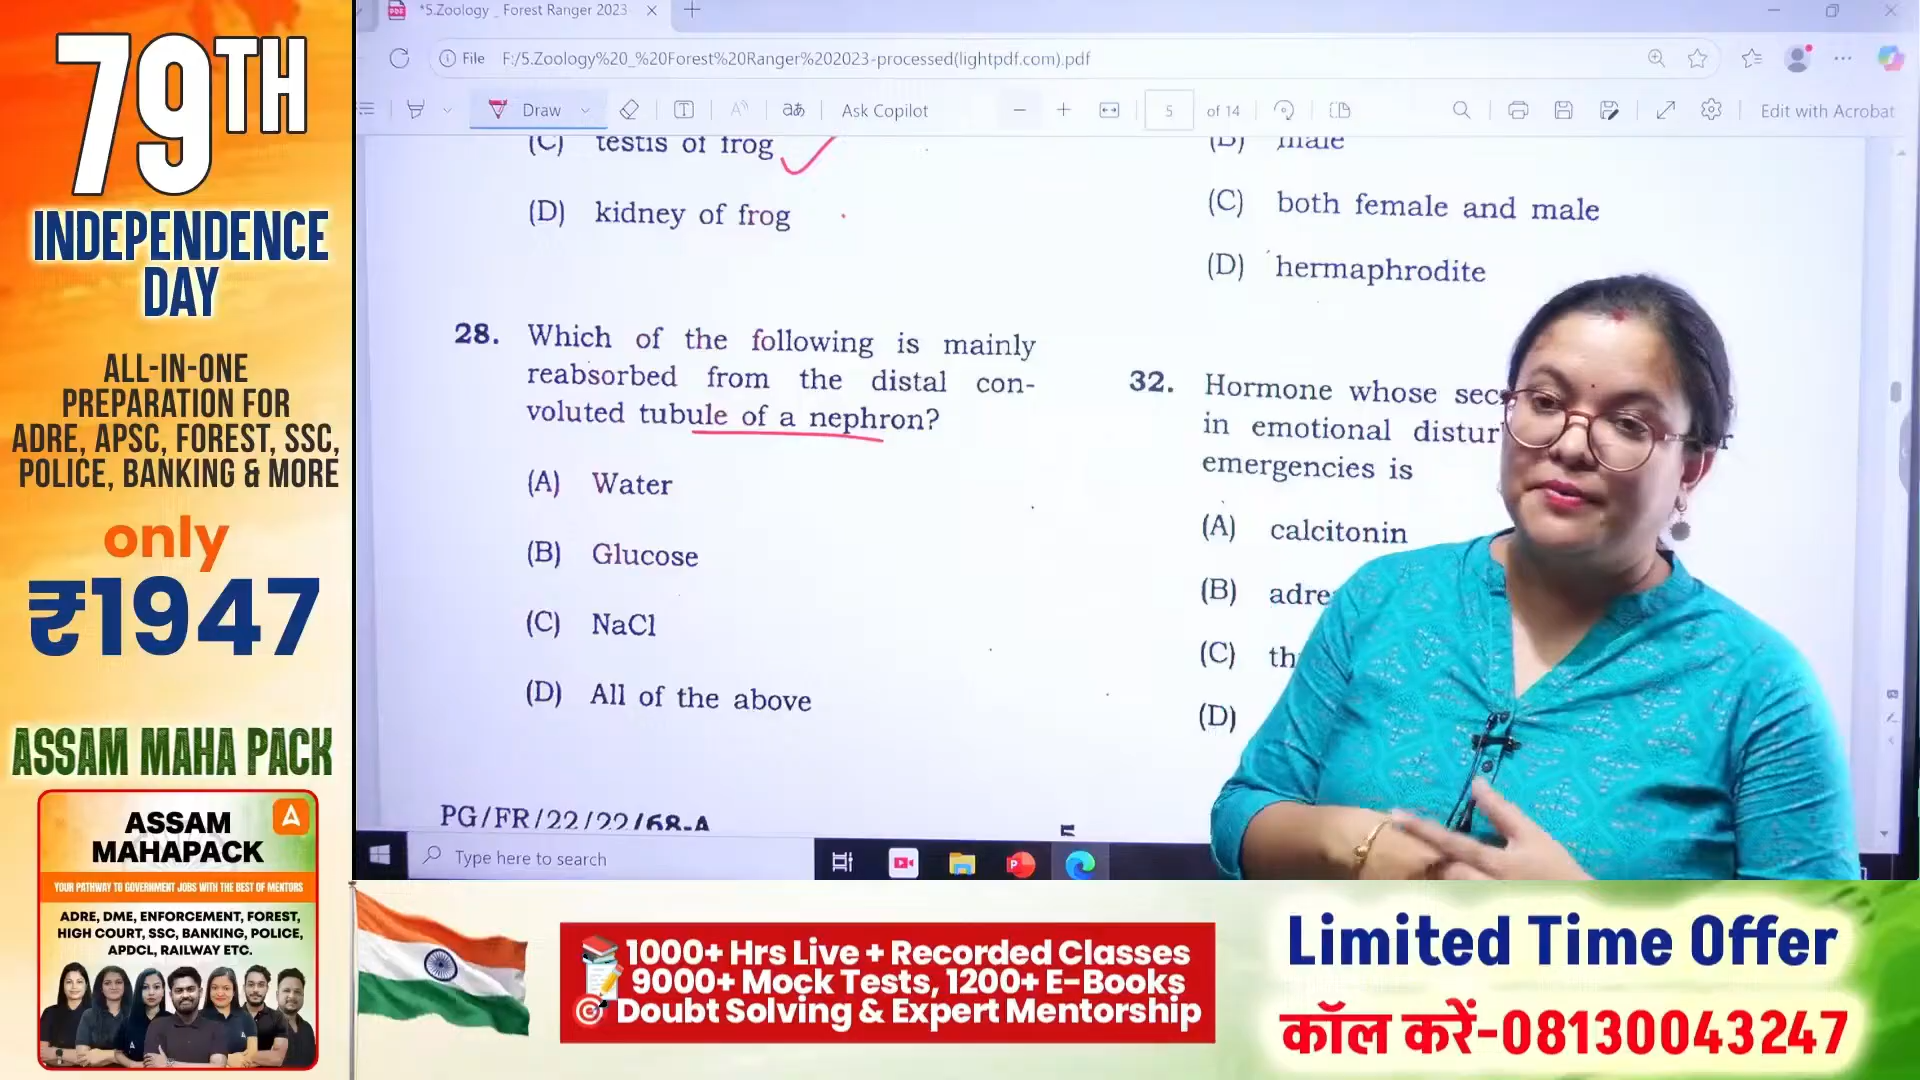 79TH
INDEPENDENCE
DAY
ALL-IN-ONE
PREPARATION FOR
ADRE, APSC, FOREST, SSC,
POLICE, BANKING & MORE
only
₹1947
ASSAM MAHA PACK
ASSAM
MAHAPACK
YOUR PATHWAY TO GOVERNMENT JOBS WITH THE BEST OF MENTORS
ADRE, DME, ENFORCEMENT, FOREST,
HIGH COURT, SSC, BANKING, POLICE,
APDCL, RAILWAY ETC.
*5.Zoology _ Forest Ranger 2023
File F:/5.Zoology%20_%20Forest%20Ranger%202023-processed(lightpdf.com).pdf
Draw Ask Copilot 5 of 14 Edit with Acrobat
(C) testis of frog
(D) kidney of frog
28. Which of the following is mainly
reabsorbed from the distal con-
voluted tubule of a nephron?
(A) Water
(B) Glucose
(C) NaCl
(D) All of the above
PG/FR/22/22/68-A
(B) male
(C) both female and male
(D) hermaphrodite
32. Hormone whose sec
in emotional distur
emergencies is
(A) calcitonin
(B) adre
(C) th
(D)
Type here to search
1000+ Hrs Live + Recorded Classes
9000+ Mock Tests, 1200+ E-Books
Doubt Solving & Expert Mentorship
Limited Time Offer
कॉल करें-08130043247